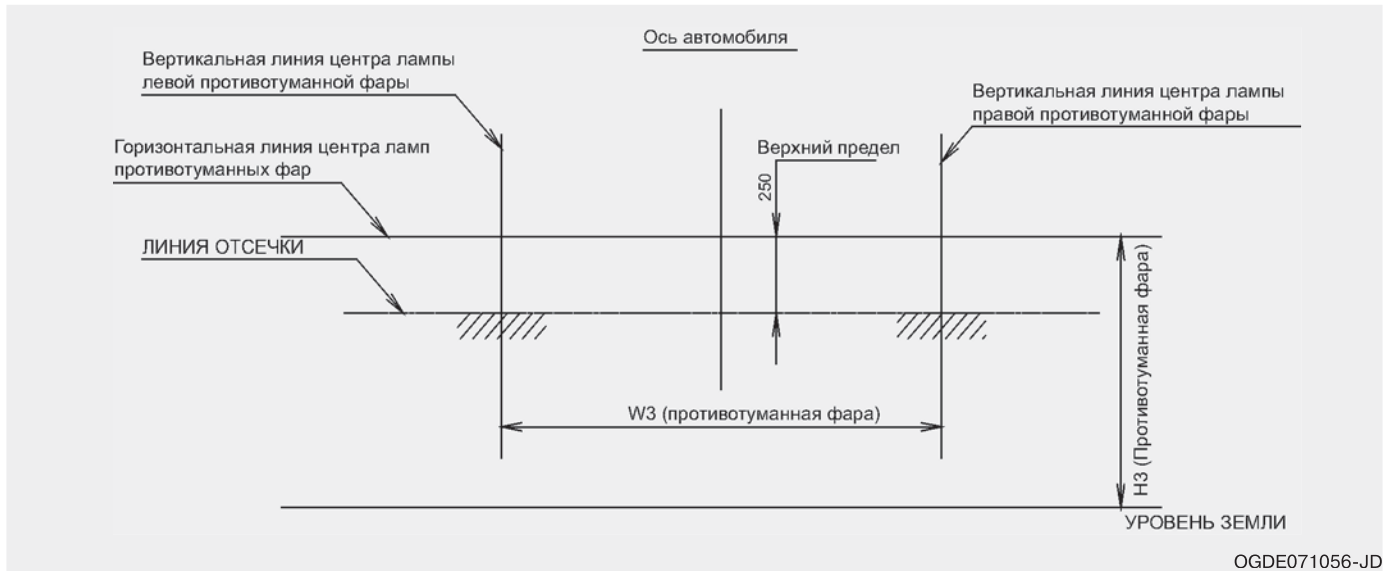 Ось автомобиля
Вертикальная линия центра лампы
левой противотуманной фары
Вертикальная линия центра лампы
правой противотуманной фары
Горизонтальная линия центра ламп
противотуманных фар
Верхний предел
250
ЛИНИЯ ОТСЕЧКИ
W3 (противотуманная фара)
H3 (Противотуманная фара)
УРОВЕНЬ ЗЕМЛИ
OGDE071056-JD